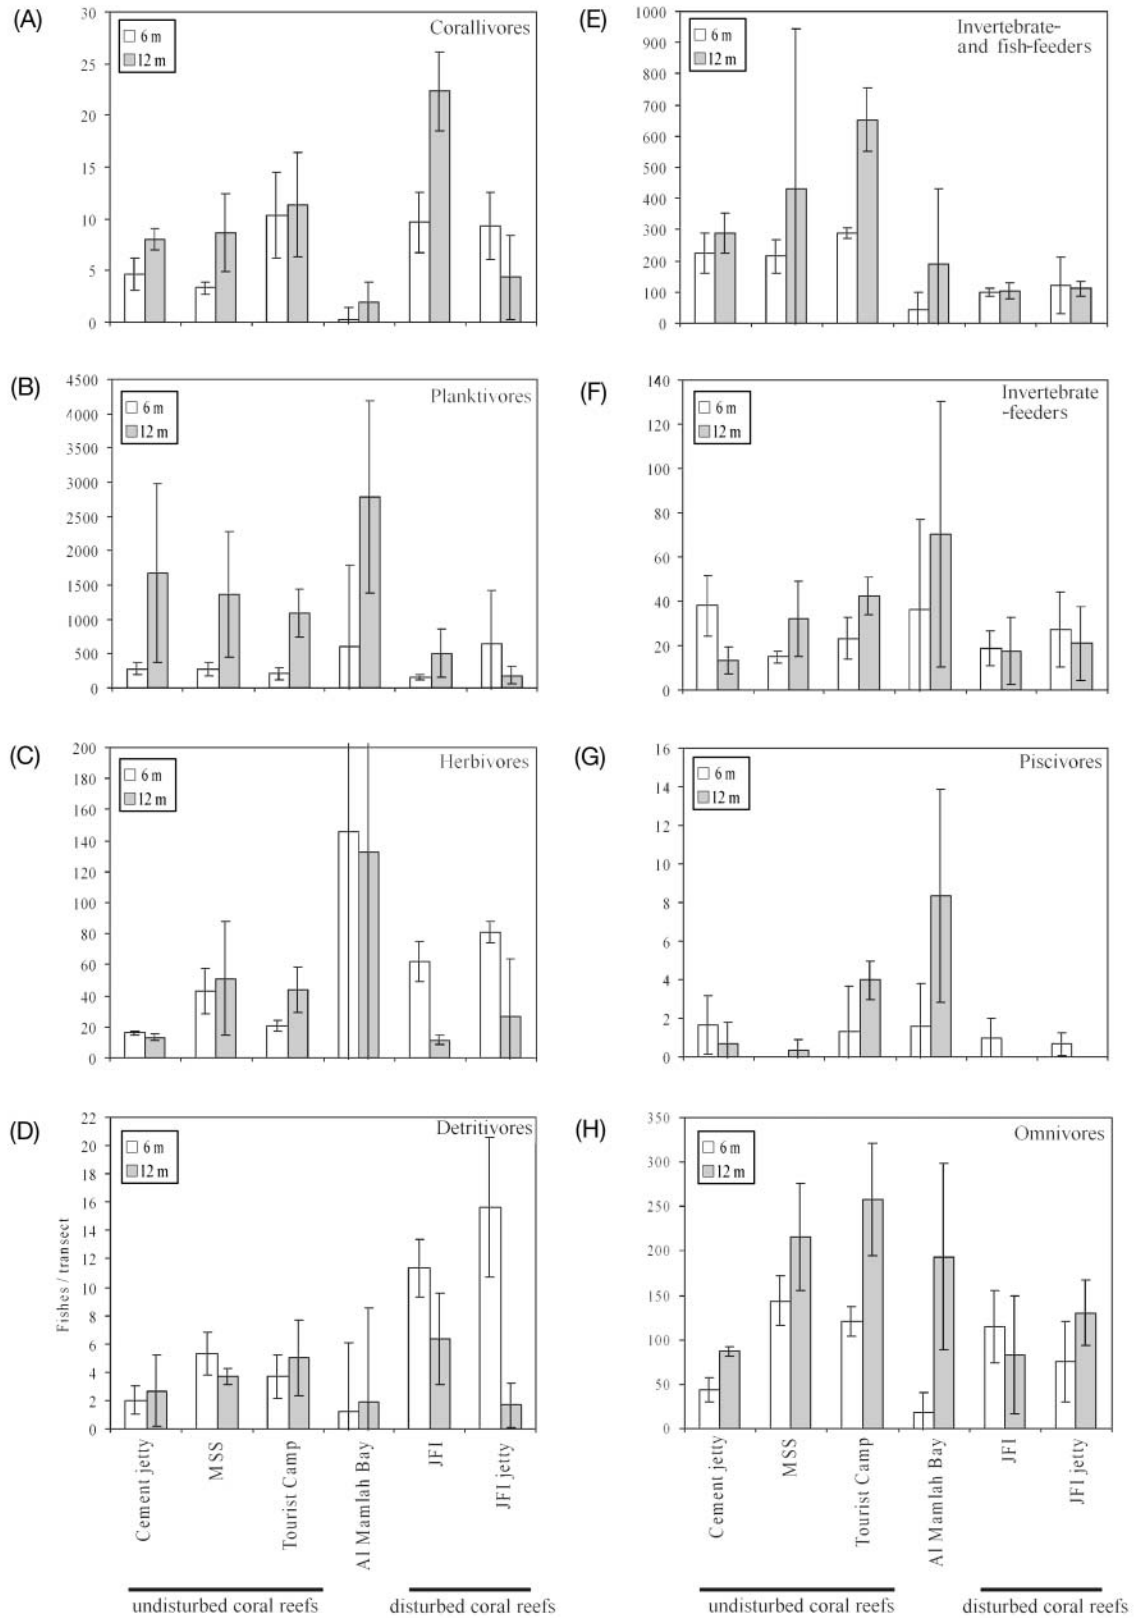 (A)
Corallivores
6 m
12 m
30
25
20
15
10
5
0
(B)
Planktivores
6 m
12 m
4500
4000
3500
3000
2500
2000
1500
1000
500
0
(C)
Herbivores
6 m
12 m
200
180
160
140
120
100
80
60
40
20
0
(D)
Detritivores
6 m
12 m
22
20
18
16
14
12
10
8
6
4
2
0
Fishes / transect
Cement jetty
MSS
Tourist Camp
Al Mamlah Bay
JFI
JFI jetty
undisturbed coral reefs
disturbed coral reefs
(E)
Invertebrate-
and fish-feeders
6 m
12 m
1000
900
800
700
600
500
400
300
200
100
0
(F)
Invertebrate
-feeders
6 m
12 m
140
120
100
80
60
40
20
0
(G)
Piscivores
6 m
12 m
16
14
12
10
8
6
4
2
0
(H)
Omnivores
6 m
12 m
350
300
250
200
150
100
50
0
Cement jetty
MSS
Tourist Camp
Al Mamlah Bay
JFI
JFI jetty
undisturbed coral reefs
disturbed coral reefs